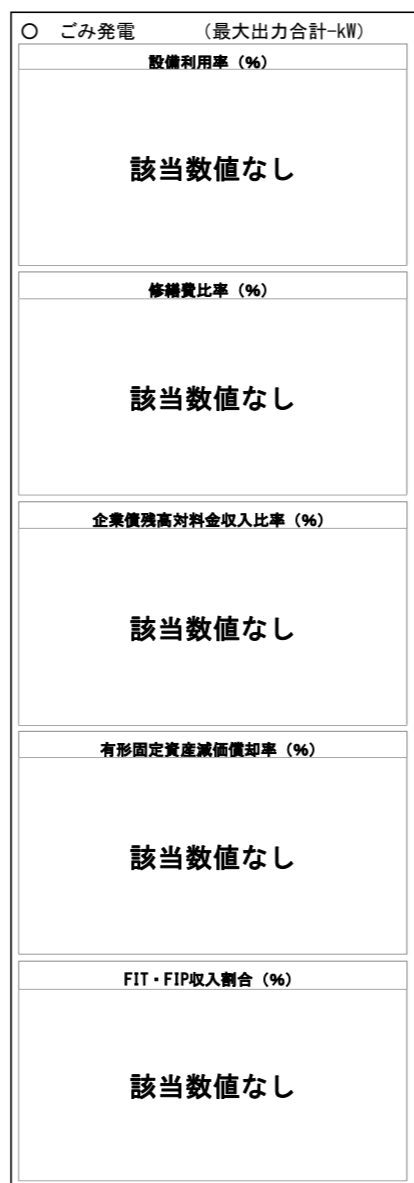 ○ ごみ発電 （最大出力合計-kW）
設備利用率（%）
該当数値なし
修繕費比率（%）
該当数値なし
企業債残高対料金収入比率（%）
該当数値なし
有形固定資産減価償却率（%）
該当数値なし
FIT・FIP収入割合（%）
該当数値なし